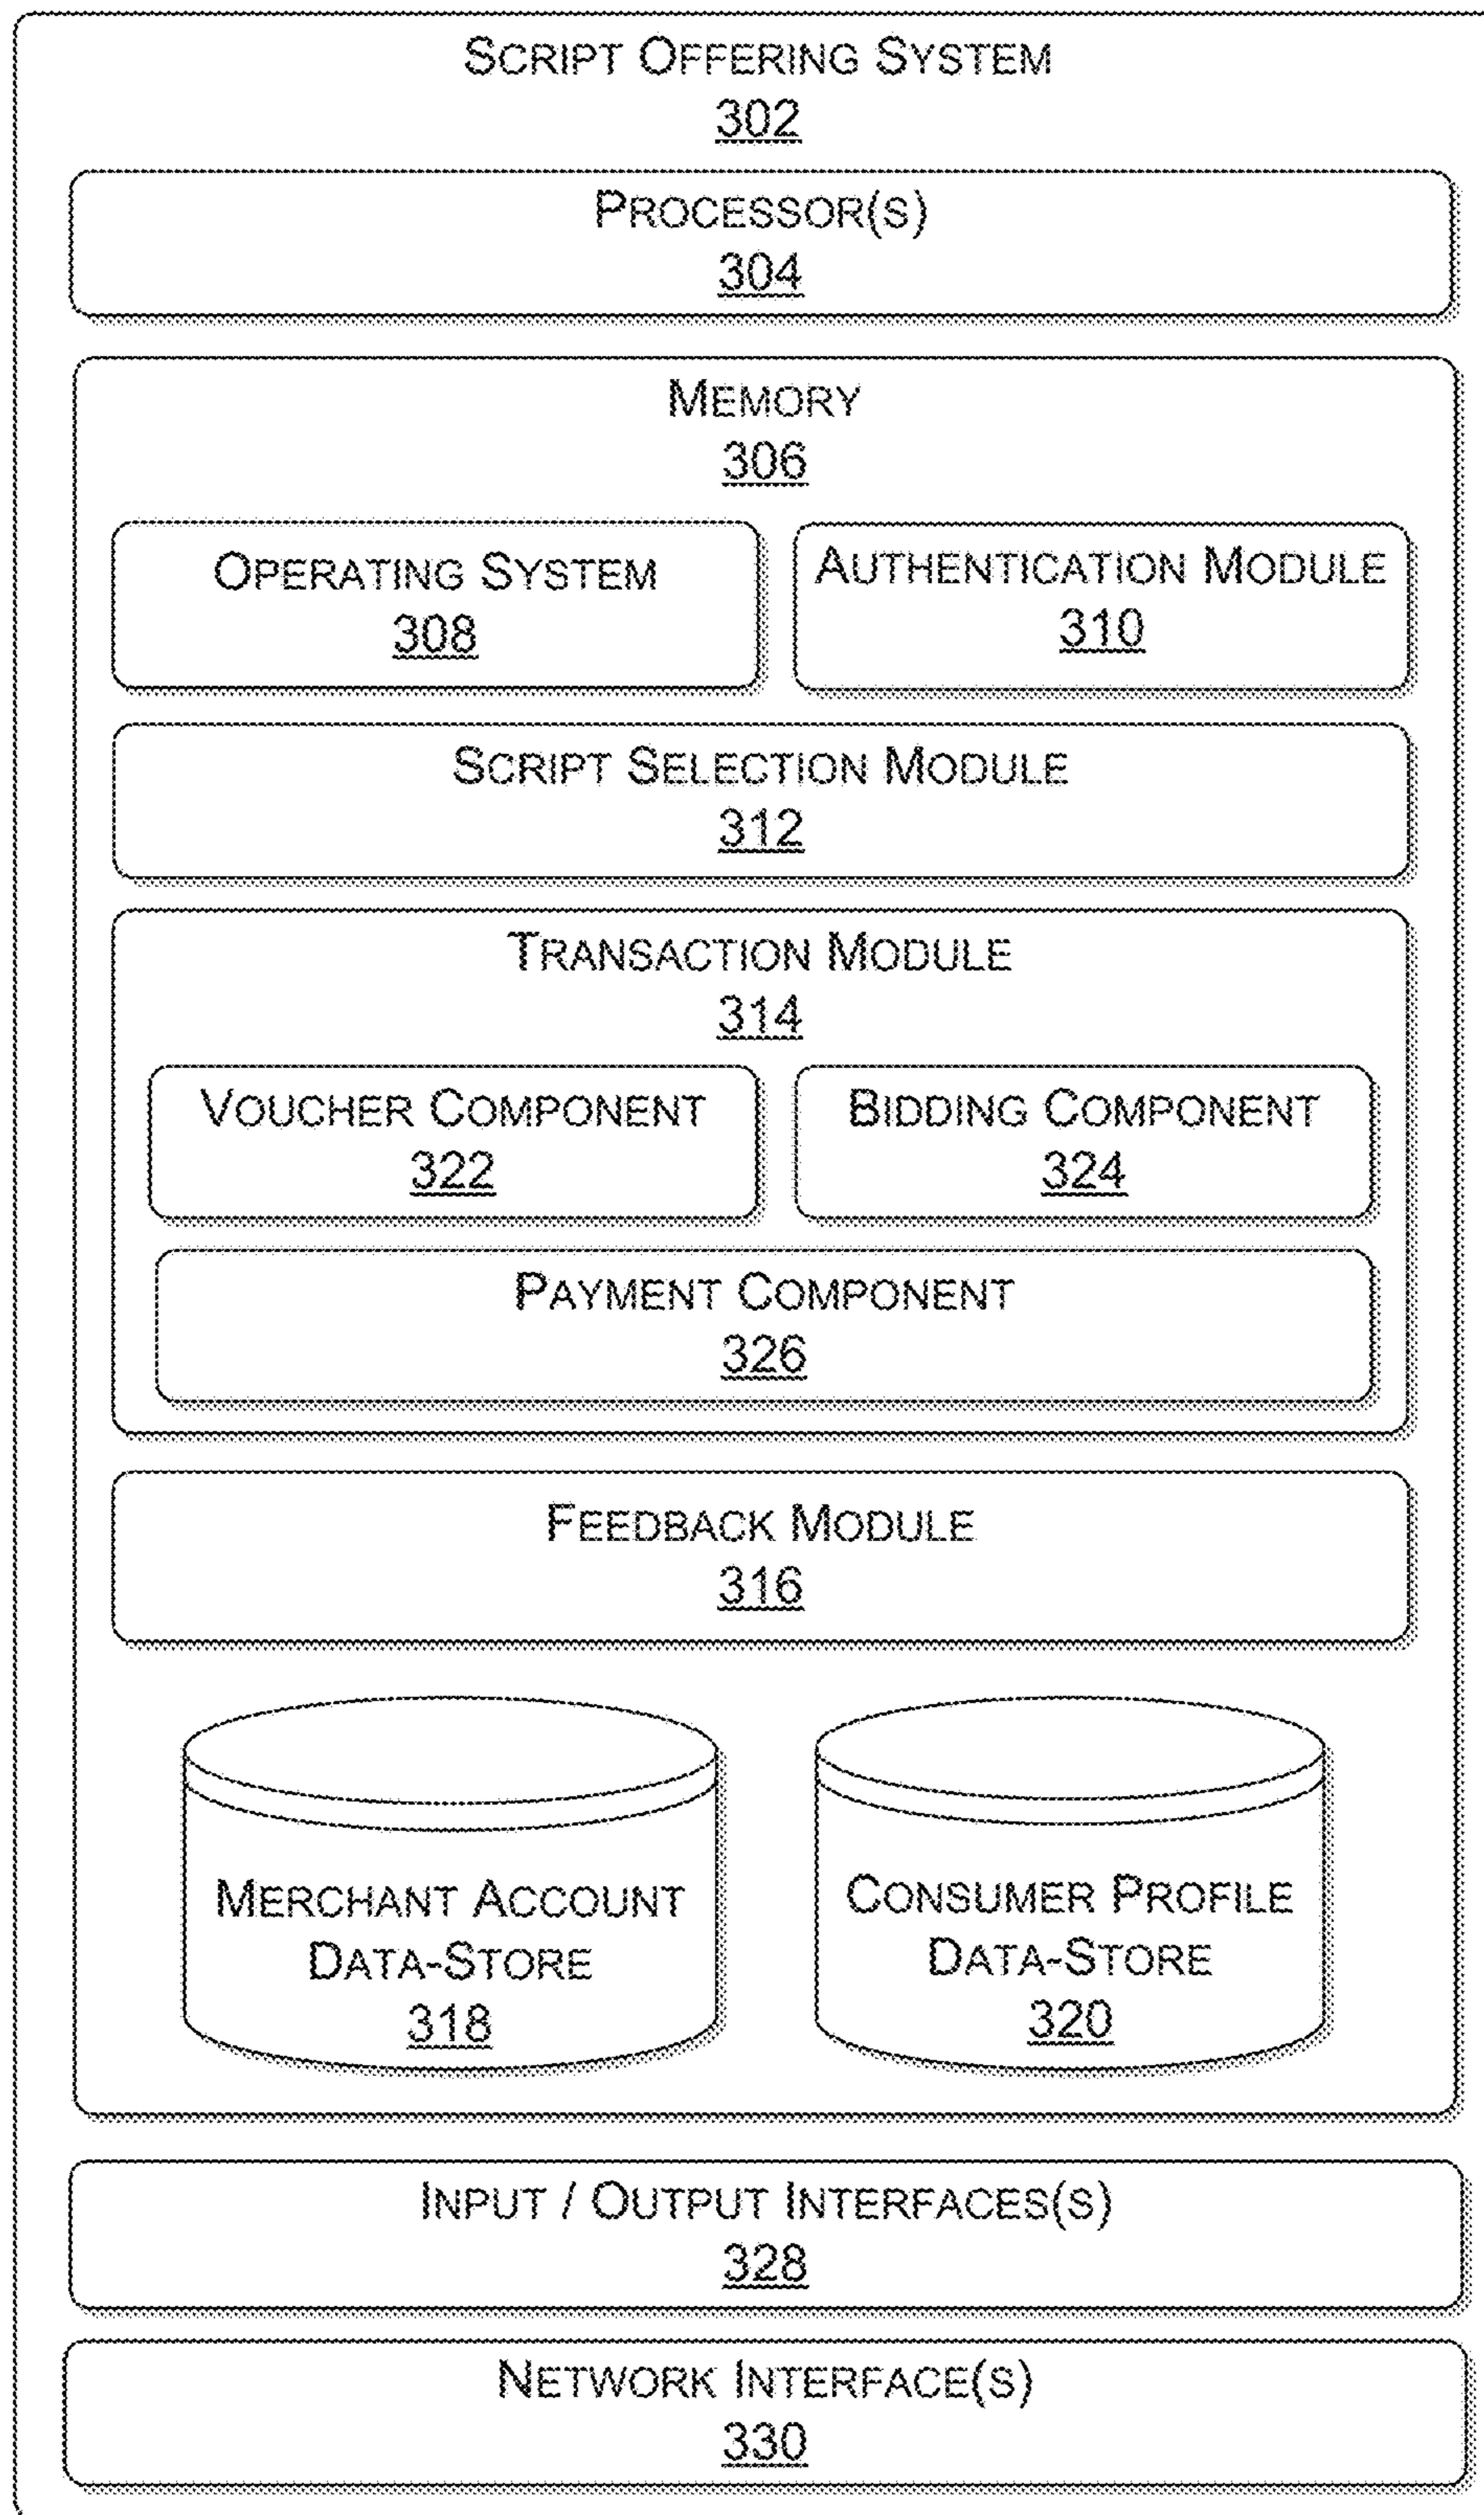 SCRIPT OFFERING SYSTEM
302
PROCESSOR(S)
304
MEMORY
306
OPERATING SYSTEM
308
AUTHENTICATION MODULE
310
SCRIPT SELECTION MODULE
312
TRANSACTION MODULE
314
VOUCHER COMPONENT
322
BIDDING COMPONENT
324
PAYMENT COMPONENT
326
FEEDBACK MODULE
316
MERCHANT ACCOUNT
DATA-STORE
318
CONSUMER PROFILE
DATA-STORE
320
INPUT / OUTPUT INTERFACES(S)
328
NETWORK INTERFACE(S)
330